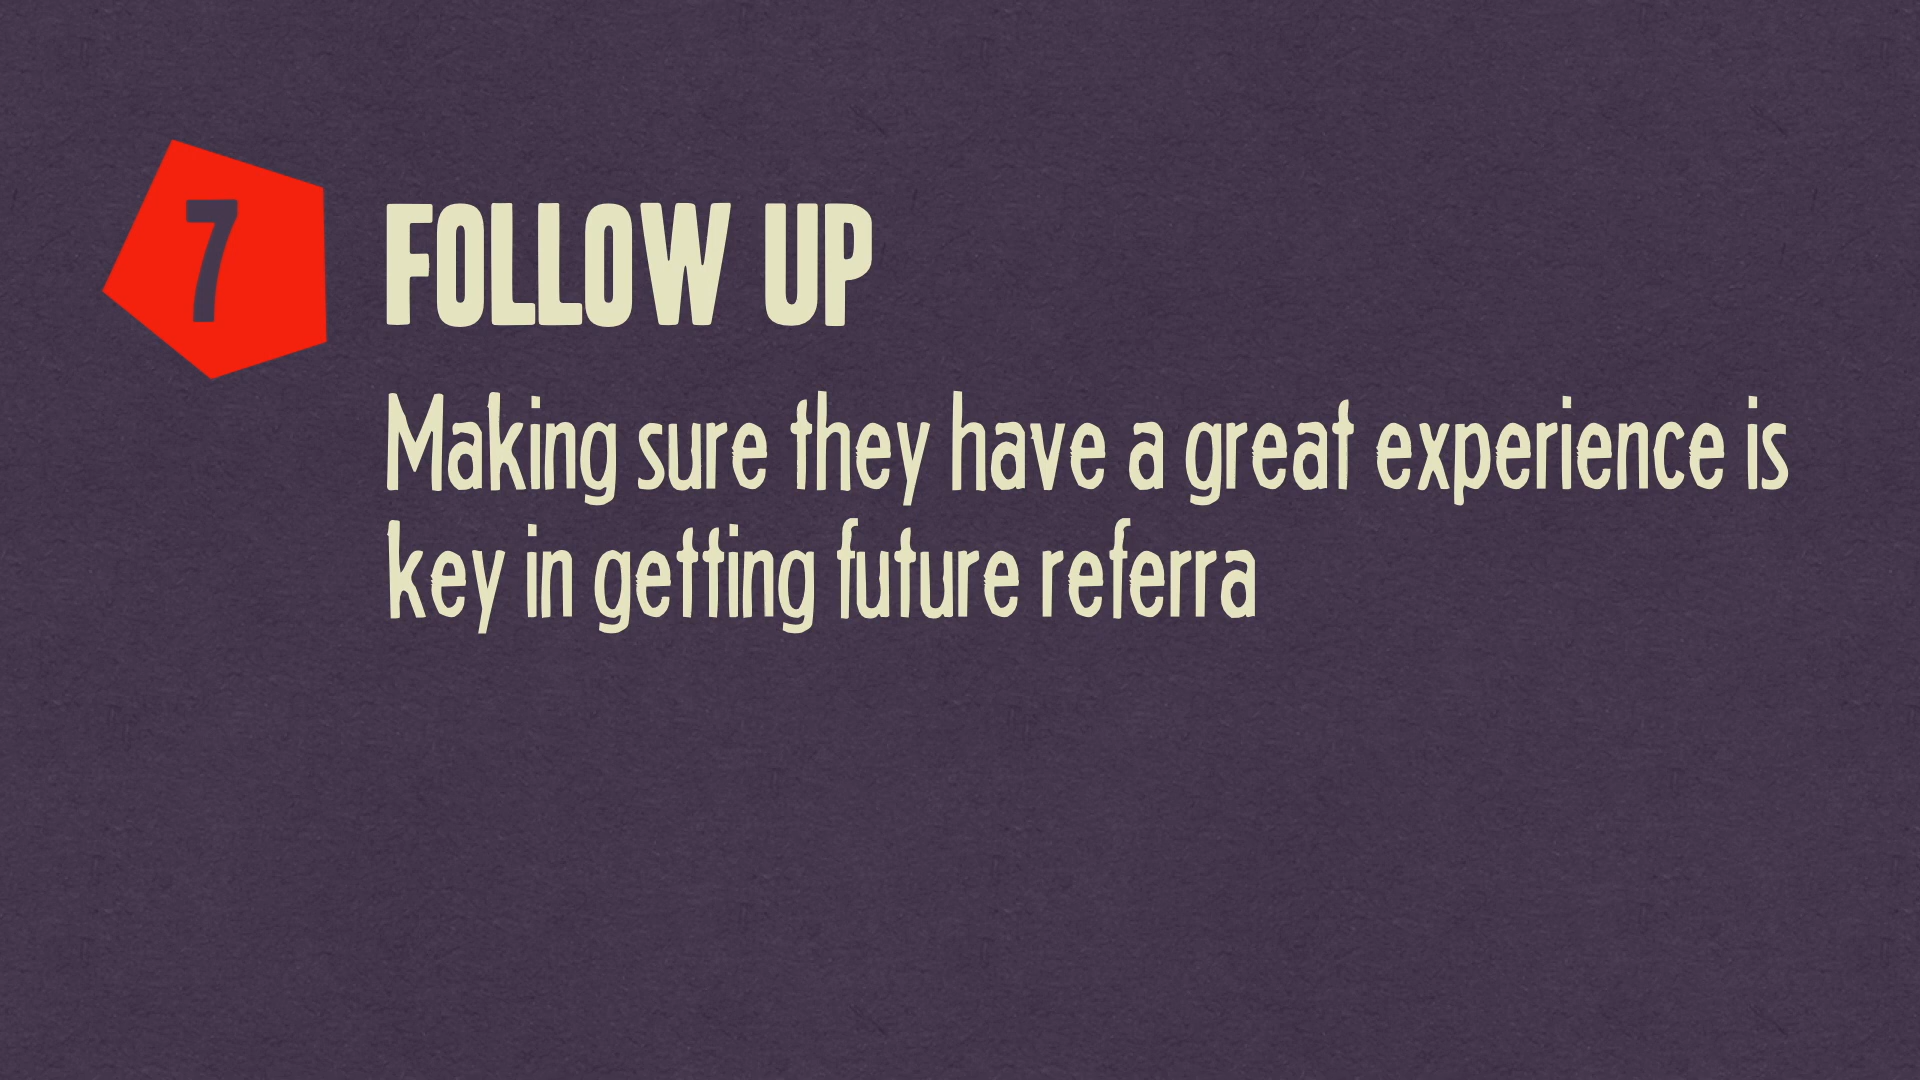 7
FOLLOW UP
Making sure they have a great experience is
key in getting future referra